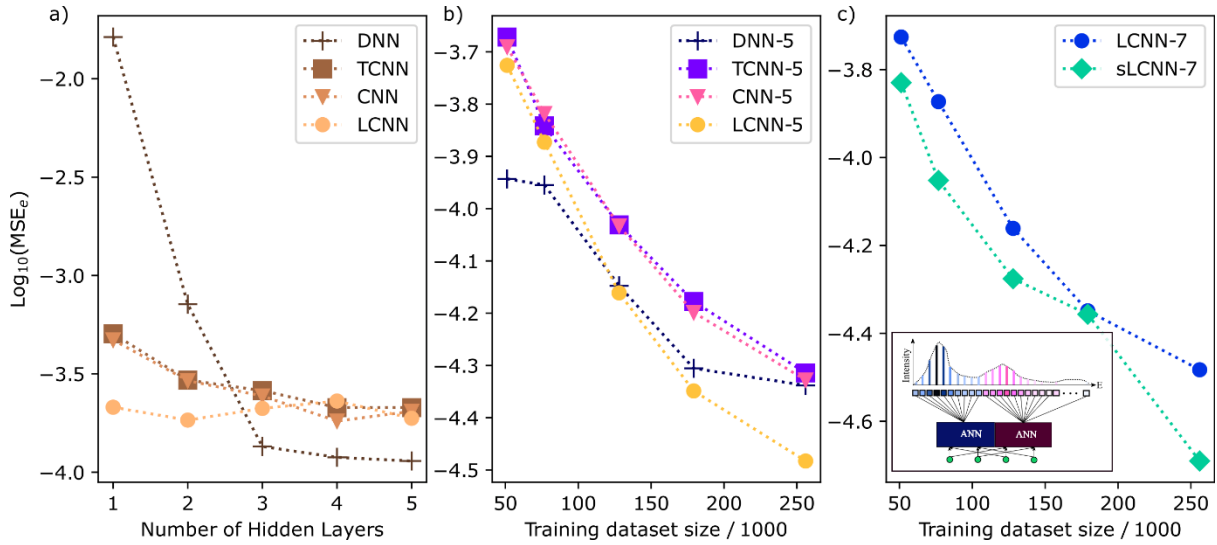 a)
DNN
TCNN
CNN
LCNN
Log10(MSEe)
−2.0
−2.5
−3.0
−3.5
−4.0
1 2 3 4 5
Number of Hidden Layers
b)
DNN-5
TCNN-5
CNN-5
LCNN-5
−3.7
−3.8
−3.9
−4.0
−4.1
−4.2
−4.3
−4.4
−4.5
50 100 150 200 250
Training dataset size / 1000
c)
LCNN-7
sLCNN-7
−3.8
−4.0
−4.2
−4.4
−4.6
Intensity
E
ANN ANN
50 100 150 200 250
Training dataset size / 1000